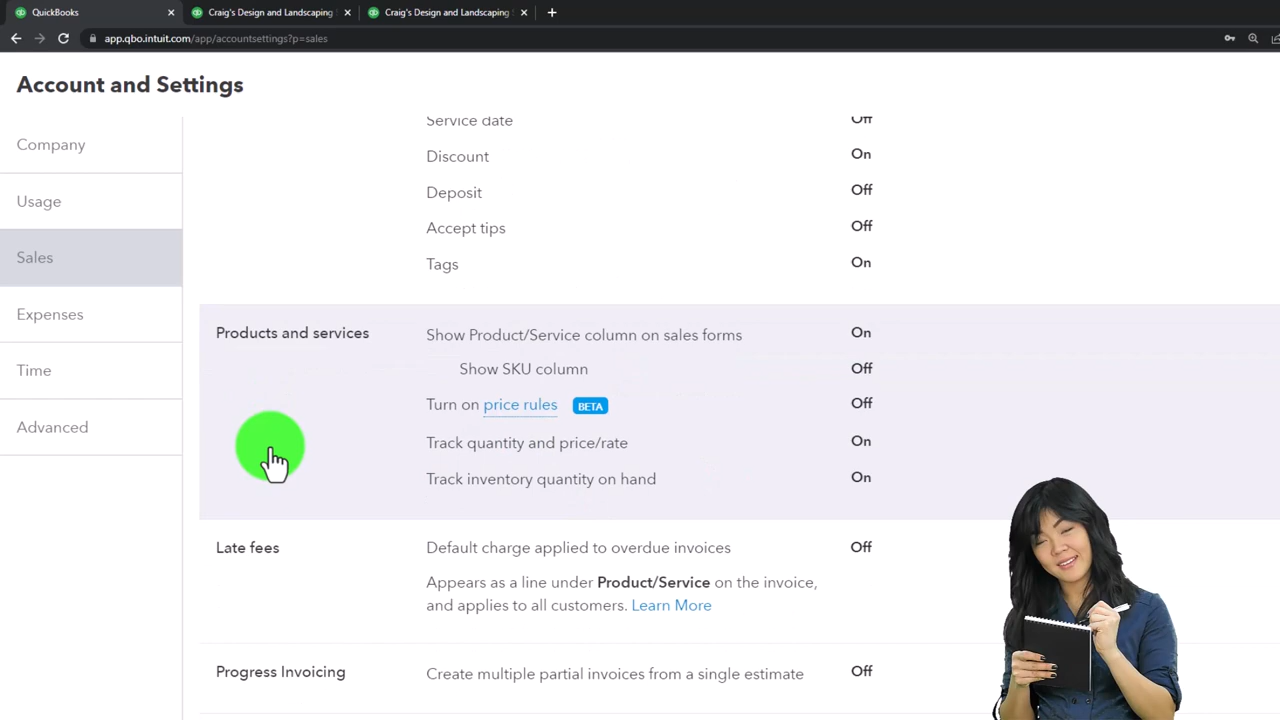 QuickBooks
Craig's Design and Landscaping
Craig's Design and Landscaping
app.qbo.intuit.com/app/accountsettings?p=sales
Account and Settings
Company
Usage
Sales
Expenses
Time
Advanced
Service date Off
Discount On
Deposit Off
Accept tips Off
Tags On
Products and services Show Product/Service column on sales forms On
Show SKU column Off
Turn on price rules BETA Off
Track quantity and price/rate On
Track inventory quantity on hand On
Late fees Default charge applied to overdue invoices Off
Appears as a line under Product/Service on the invoice,
and applies to all customers. Learn More
Progress Invoicing Create multiple partial invoices from a single estimate Off